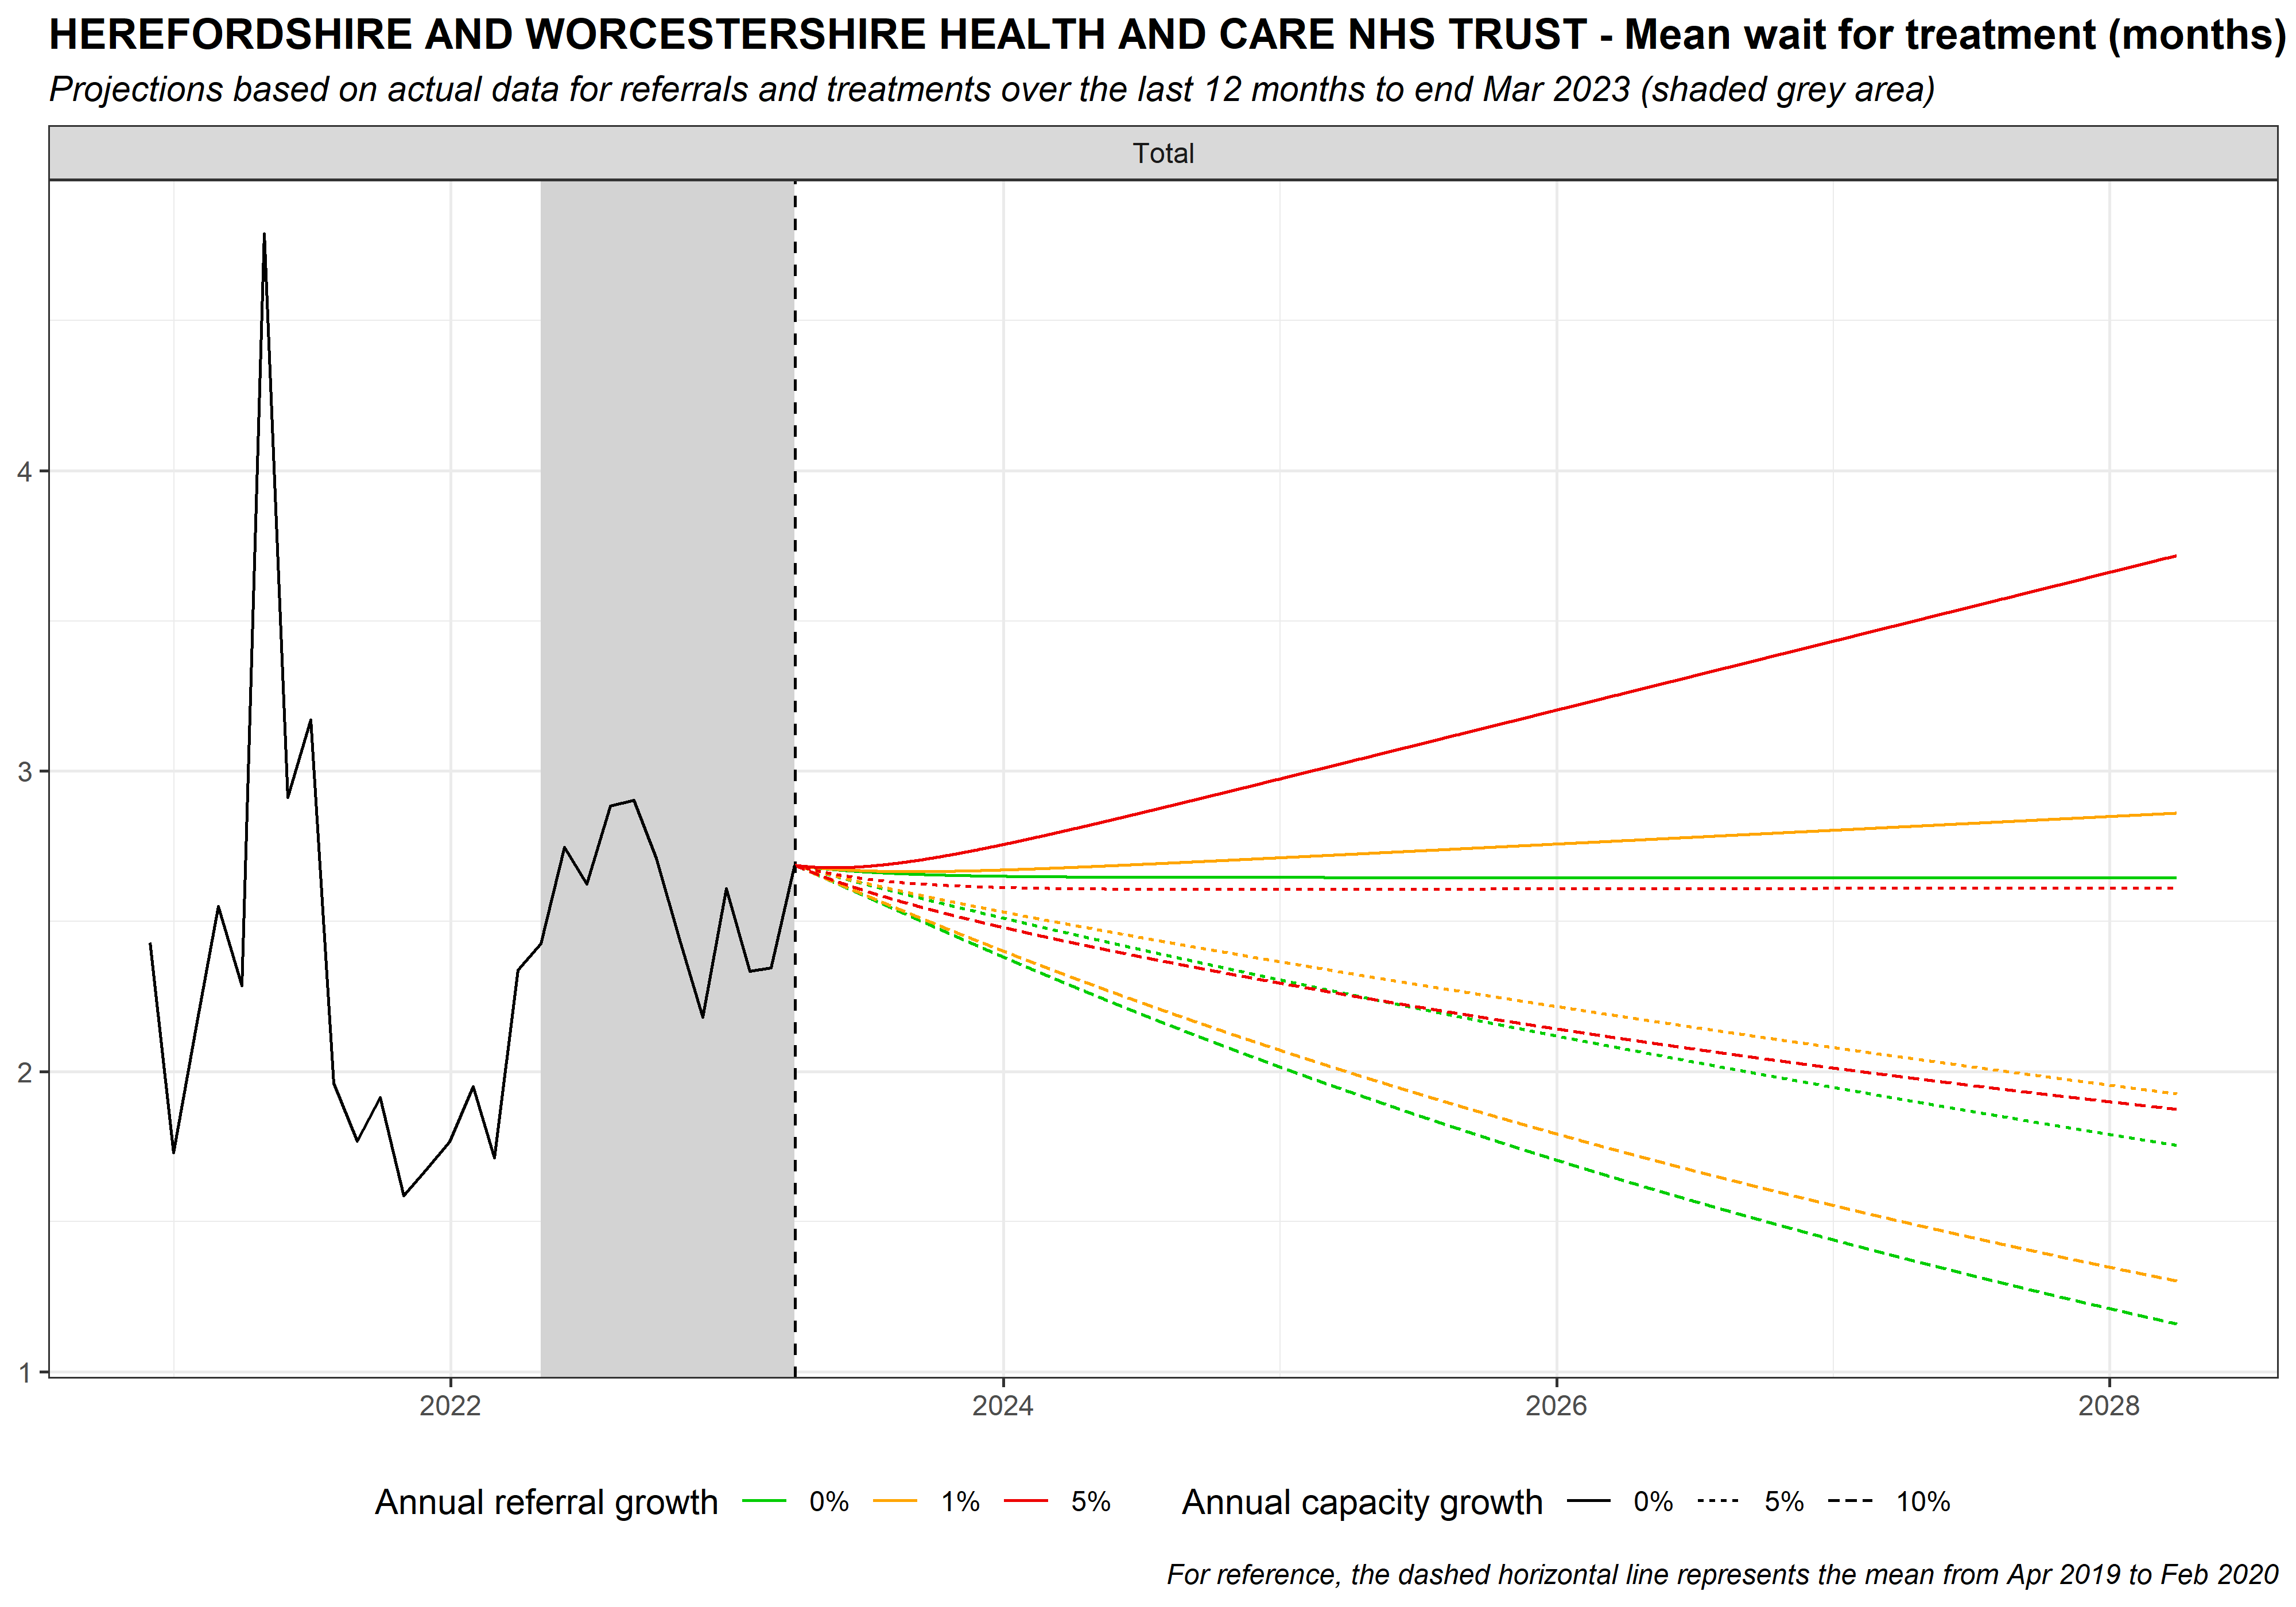 HEREFORDSHIRE AND WORCESTERSHIRE HEALTH AND CARE NHS TRUST - Mean wait for treatment (months)
Projections based on actual data for referrals and treatments over the last 12 months to end Mar 2023 (shaded grey area)
Total
4
3
2
1
2022 2024 2026 2028
Annual referral growth 0% 1% 5% Annual capacity growth 0% 5% 10%
For reference, the dashed horizontal line represents the mean from Apr 2019 to Feb 2020